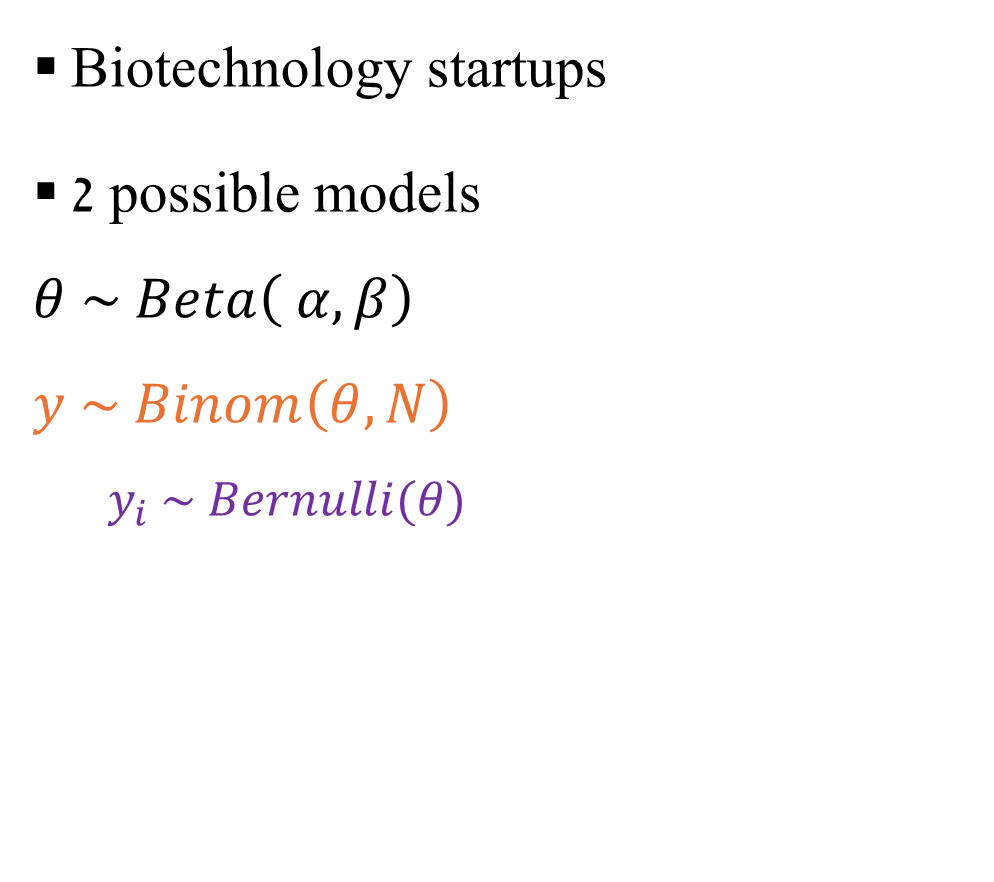 ▪ Biotechnology startups
▪ 2 possible models
θ ~ Beta( α, β)
y ~ Binom(θ, N)
yᵢ ~ Bernulli(θ)